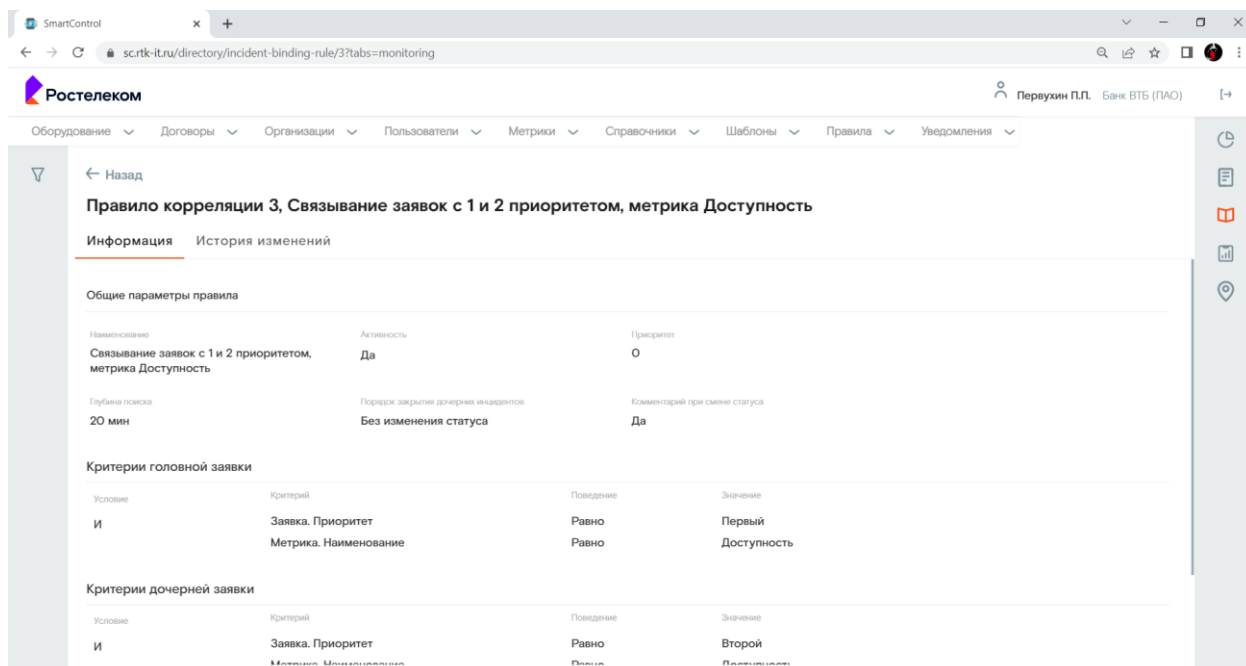 SmartControl
sc.rtk-it.ru/directory/incident-binding-rule/3?tabs=monitoring
Ростелеком
Первухин П.П. Банк ВТБ (ПАО)
Оборудование Договоры Организации Пользователи Метрики Справочники Шаблоны Правила Уведомления
← Назад
Правило корреляции 3, Связывание заявок с 1 и 2 приоритетом, метрика Доступность
Информация История изменений
Общие параметры правила
Наименование Активность Приоритет
Связывание заявок с 1 и 2 приоритетом, Да 0
метрика Доступность
Глубина поиска Порядок закрытия дочерних инцидентов Комментарий при смене статуса
20 мин Без изменения статуса Да
Критерии головной заявки
Условие Критерий Поведение Значение
И Заявка. Приоритет Равно Первый
Метрика. Наименование Равно Доступность
Критерии дочерней заявки
Условие Критерий Поведение Значение
И Заявка. Приоритет Равно Второй
Метрика. Наименование Равно Доступность